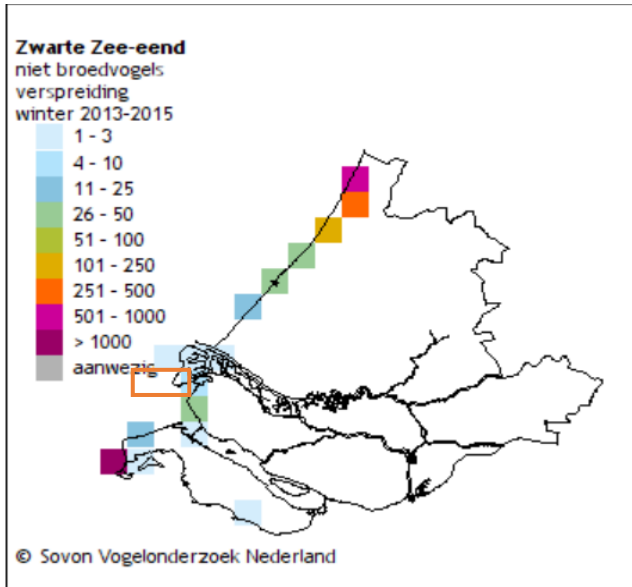 Zwarte Zee-eend
niet broedvogels
verspreiding
winter 2013-2015
1 - 3
4 - 10
11 - 25
26 - 50
51 - 100
101 - 250
251 - 500
501 - 1000
> 1000
aanwezig
© Sovon Vogelonderzoek Nederland